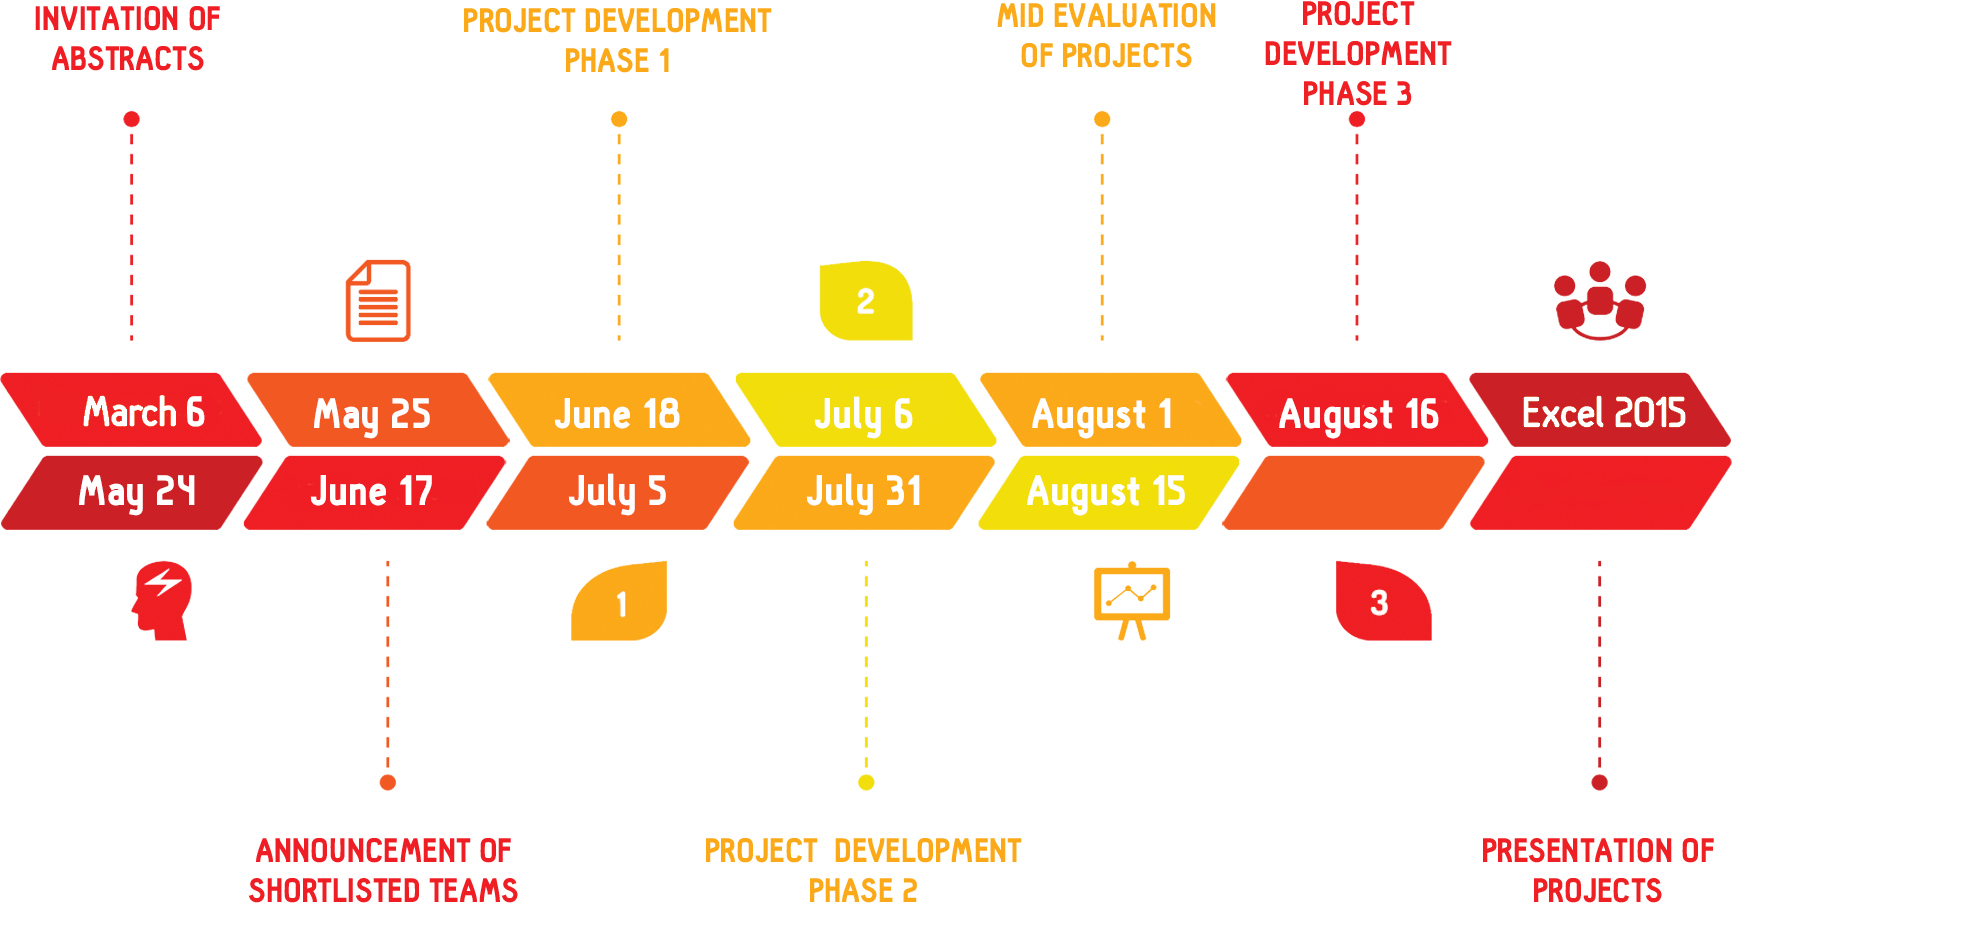 INVITATION OF
ABSTRACTS
PROJECT DEVELOPMENT
PHASE 1
MID EVALUATION
OF PROJECTS
PROJECT
DEVELOPMENT
PHASE 3
2
March 6
May 25
June 18
July 6
August 1
August 16
Excel 2015
May 24
June 17
July 5
July 31
August 15
1
3
ANNOUNCEMENT OF
SHORTLISTED TEAMS
PROJECT DEVELOPMENT
PHASE 2
PRESENTATION OF
PROJECTS